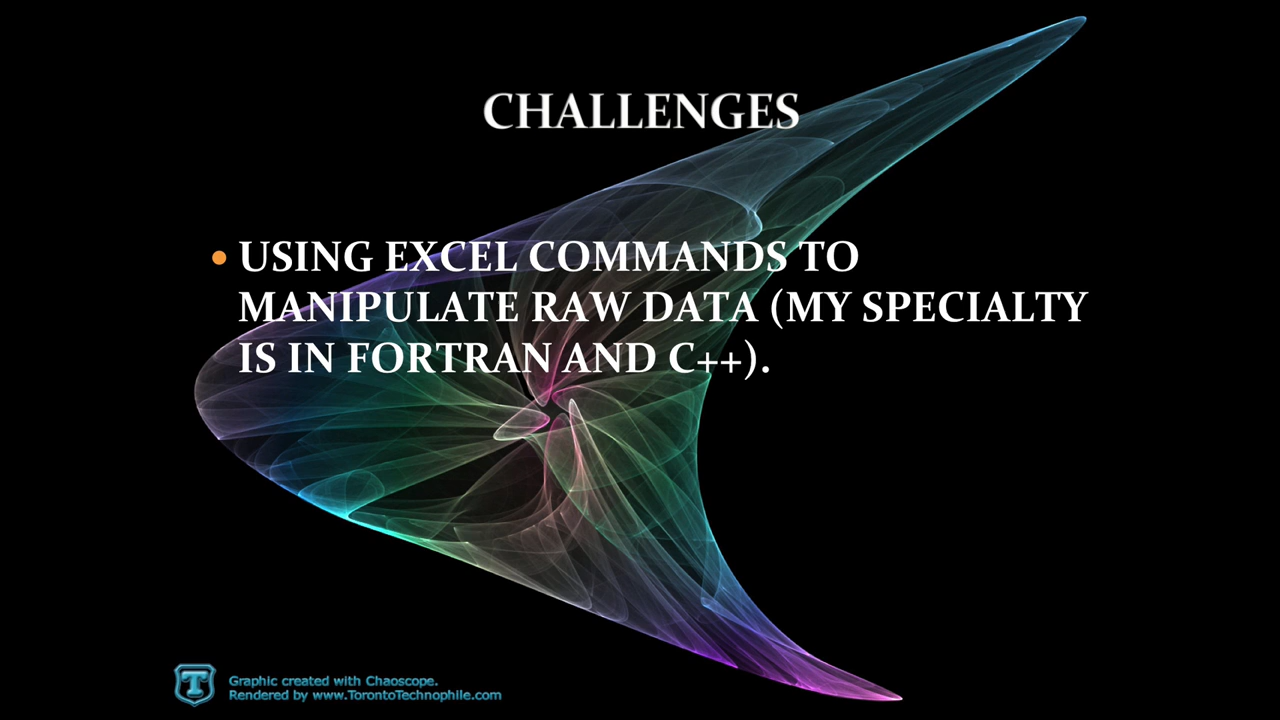 CHALLENGES
• USING EXCEL COMMANDS TO
MANIPULATE RAW DATA (MY SPECIALTY
IS IN FORTRAN AND C++).
T
Graphic created with Chaoscope.
Rendered by www.TorontoTechnophile.com